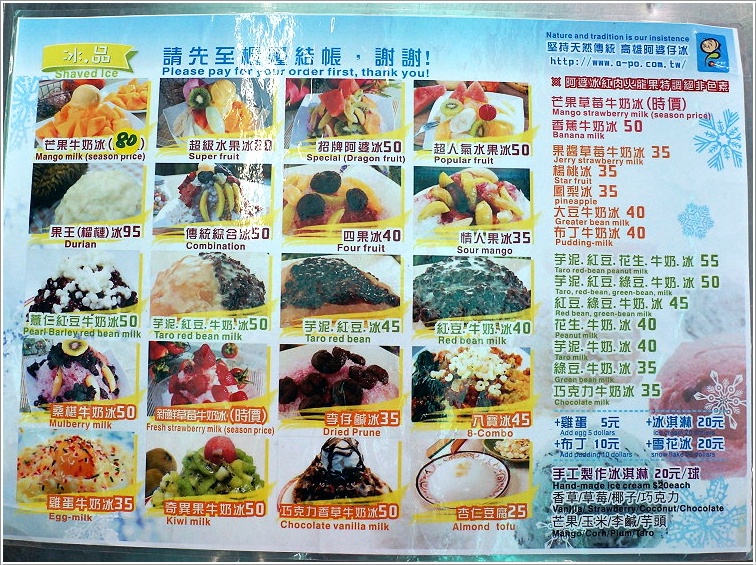 冰.品
Shaved Ice
請先至櫃檯結帳，謝謝!
Please pay for your order first, thank you!
Nature and tradition is our insistence
堅持天然傳統 高雄阿婆仔冰
http://www.a-po.com.tw/
芒果牛奶冰(80
Mango milk (season price)
超級水果冰80
Super fruit
招牌阿婆冰50
Special (Dragon fruit)
超人氣水果冰50
Popular fruit
果王(榴槤)冰95
Durian
傳統綜合冰50
Combination
四果冰40
Four fruit
情人果冰35
Sour mango
薏仁紅豆牛奶冰50
Pearl Barley red bean milk
芋泥.紅豆.牛奶.冰50
Taro red bean milk
芋泥.紅豆.冰45
Taro red bean
紅豆.牛奶.冰40
Red bean milk
桑椹牛奶冰50
Mulberry milk
新鮮草莓牛奶冰(時價)
Fresh strawberry milk (season price)
李仔鹹冰35
Dried Prune
八寶冰45
8-Combo
雞蛋牛奶冰35
Egg-milk
奇異果牛奶冰50
Kiwi milk
巧克力香草牛奶冰50
Chocolate vanilla milk
杏仁豆腐25
Almond tofu
※阿婆冰紅肉火龍果特調絕非色素
芒果草莓牛奶冰(時價)
Mango strawberry milk (season price)
香蕉牛奶冰 50
Banana milk
果醬草莓牛奶冰 35
Jerry strawberry milk
楊桃冰 35
Star fruit
鳳梨冰 35
pineapple
大豆牛奶冰 40
Greater bean milk
布丁牛奶冰 40
Pudding-milk
芋泥.紅豆.花生.牛奶.冰 55
Taro red-bean peanut milk
芋泥.紅豆.綠豆.牛奶.冰 50
Taro, red-bean, green-bean, milk
紅豆.綠豆.牛奶.冰 45
Red bean, green-bean, milk
花生.牛奶.冰 40
Peanut milk
芋泥.牛奶.冰 40
Taro milk
綠豆.牛奶.冰 35
Green bean milk
巧克力牛奶冰 35
Chocolate milk
+雞蛋 5元 +冰淇淋 20元
Add egg 5 dollars
+布丁 10元 +雪花冰 20元
Add pudding 10 dollars
手工製作冰淇淋 20元/球
Hand-made ice cream $20each
香草/草莓/椰子/巧克力
Vanilla/Strawberry/Coconut/Chocolate
芒果/玉米/李鹹/芋頭
Mango/Corn/Plum/Taro